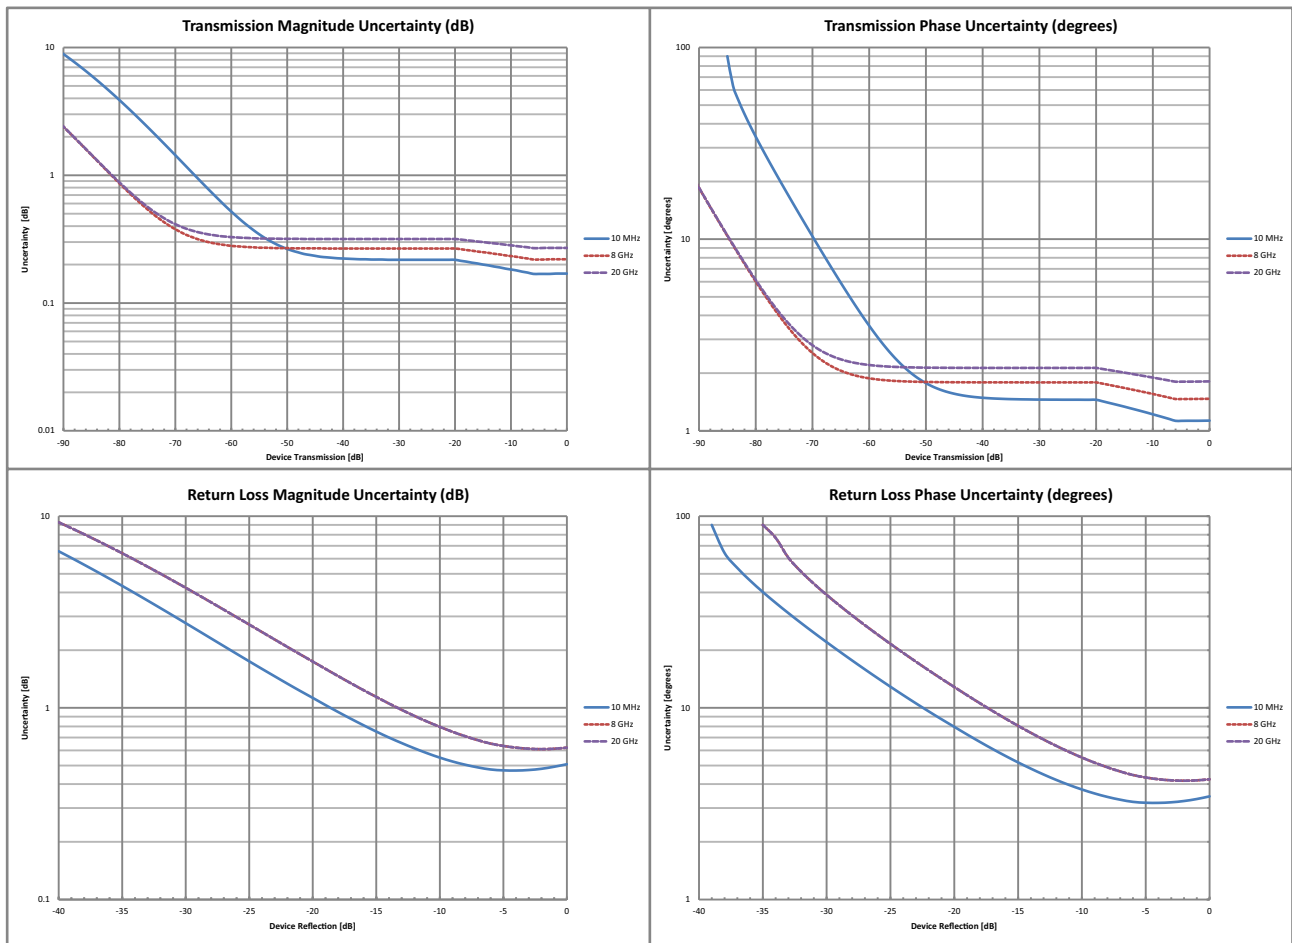 Transmission Magnitude Uncertainty (dB)
10
1
0.1
0.01
Uncertainty [dB]
-90 -80 -70 -60 -50 -40 -30 -20 -10 0
Device Transmission [dB]
10 MHz
8 GHz
20 GHz
Transmission Phase Uncertainty (degrees)
100
10
1
Uncertainty [degrees]
-90 -80 -70 -60 -50 -40 -30 -20 -10 0
Device Transmission [dB]
10 MHz
8 GHz
20 GHz
Return Loss Magnitude Uncertainty (dB)
10
1
0.1
Uncertainty [dB]
-40 -35 -30 -25 -20 -15 -10 -5 0
Device Reflection [dB]
10 MHz
8 GHz
20 GHz
Return Loss Phase Uncertainty (degrees)
100
10
1
Uncertainty [degrees]
-40 -35 -30 -25 -20 -15 -10 -5 0
Device Reflection [dB]
10 MHz
8 GHz
20 GHz